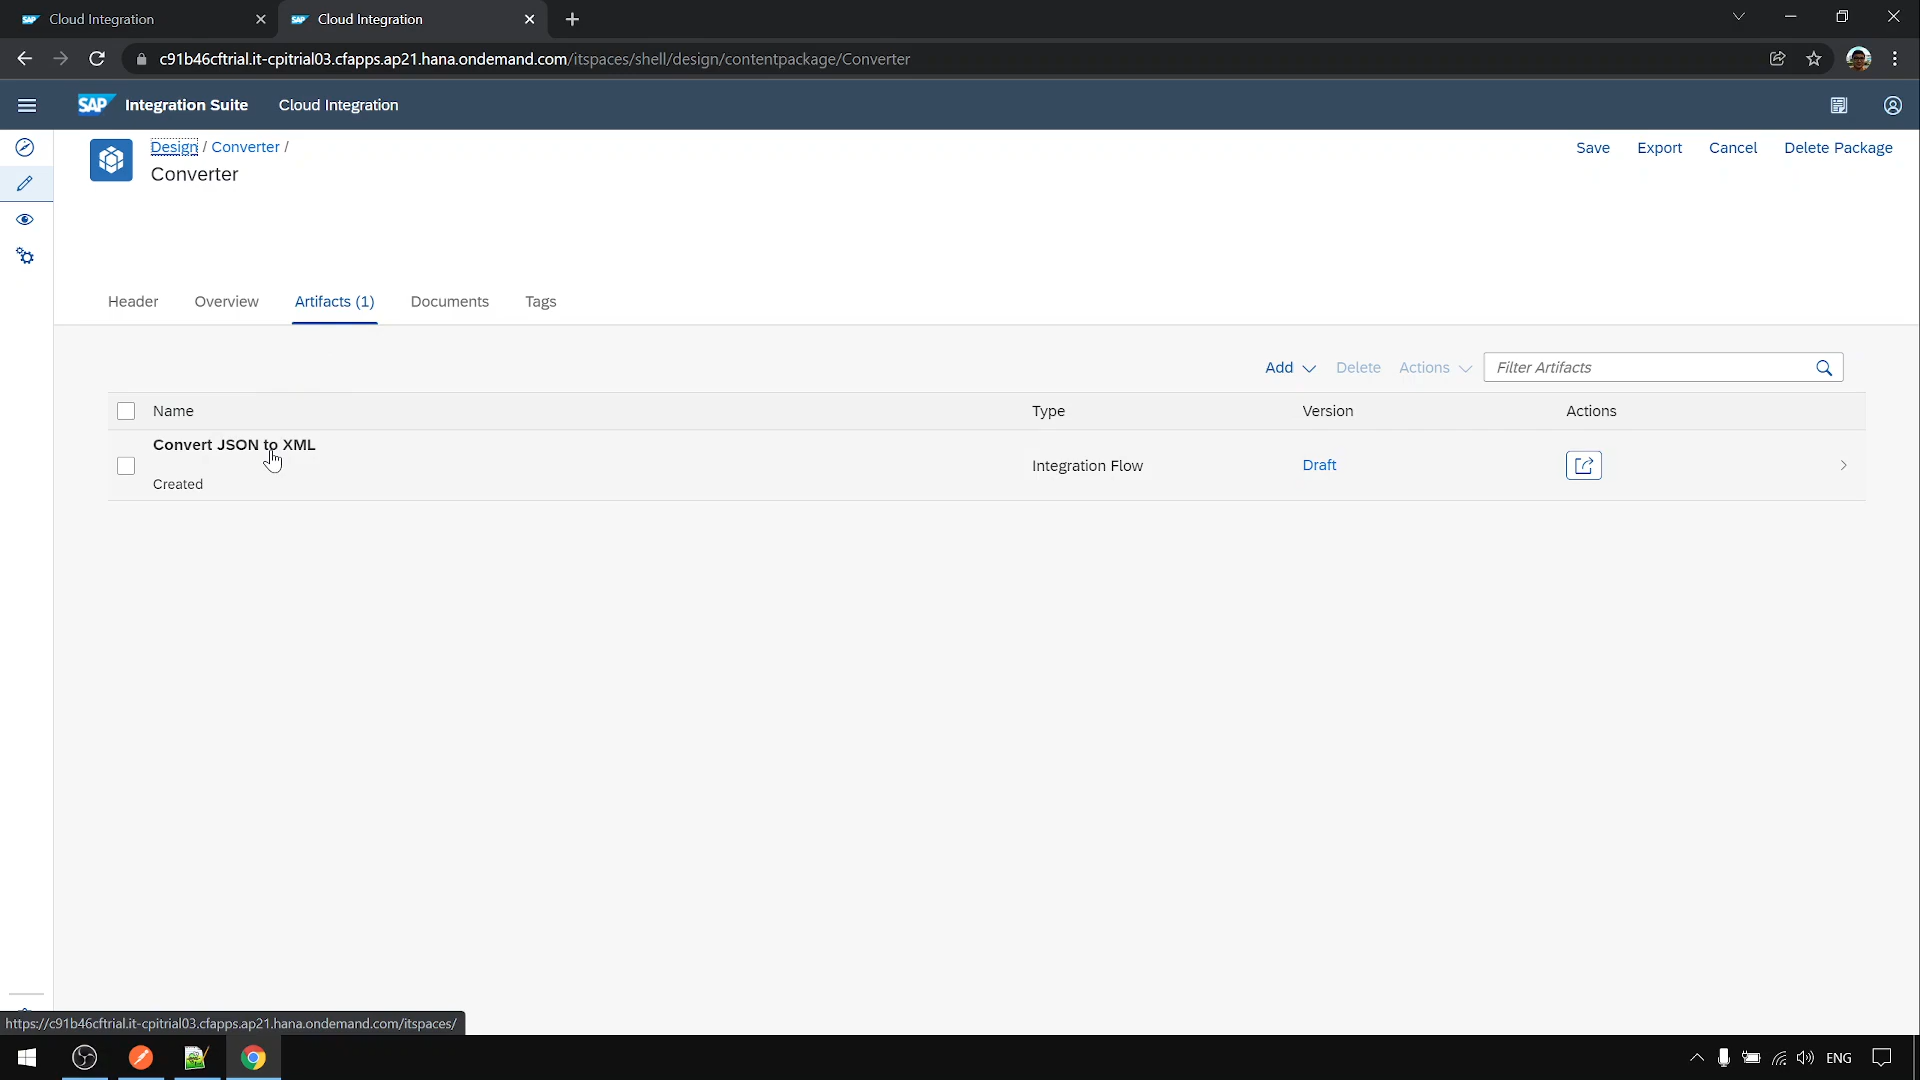 Cloud Integration
Cloud Integration
c91b46cftrial.it-cpitrial03.cfapps.ap21.hana.ondemand.com/itspaces/shell/design/contentpackage/Converter
SAP Integration Suite Cloud Integration
Design / Converter /
Converter
Save Export Cancel Delete Package
Header Overview Artifacts (1) Documents Tags
Add Delete Actions Filter Artifacts
Name Type Version Actions
Convert JSON to XML
Created
Integration Flow Draft
https://c91b46cftrial.it-cpitrial03.cfapps.ap21.hana.ondemand.com/itspaces/
ENG